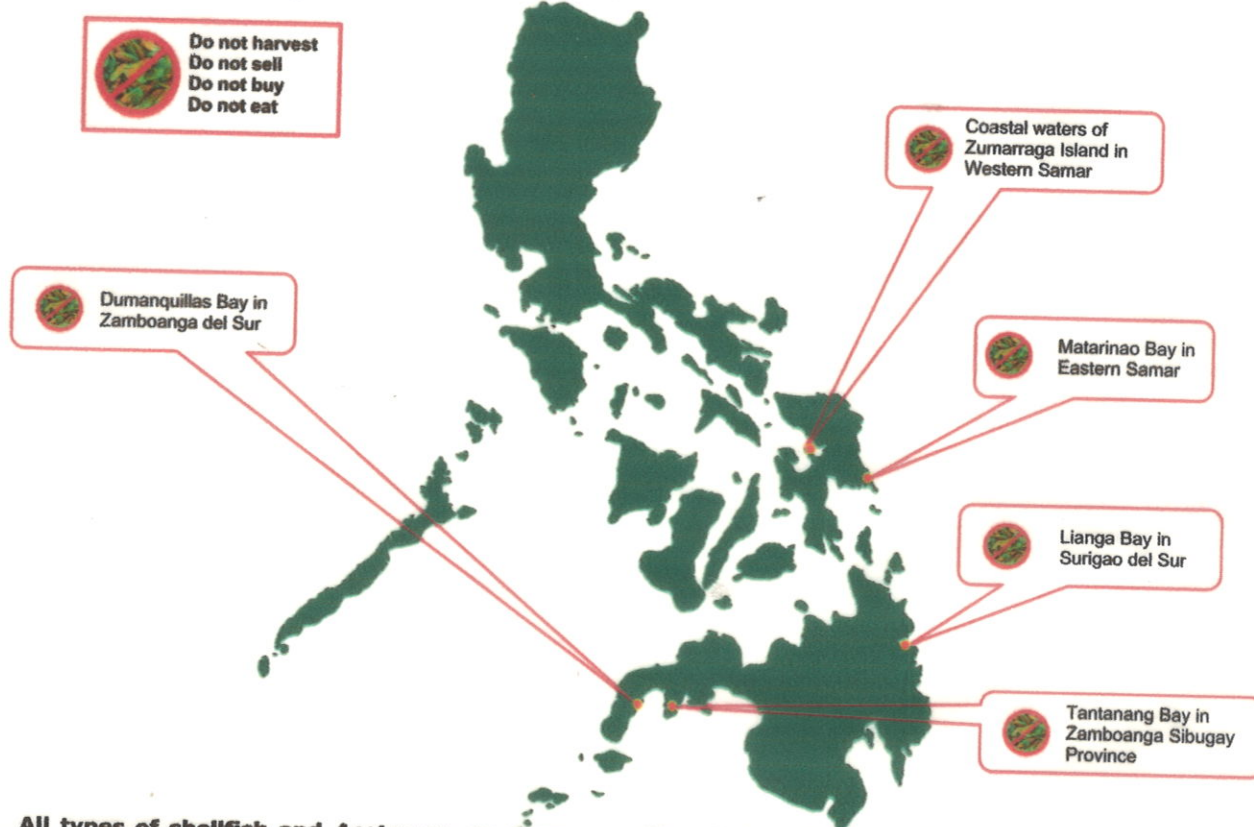 Do not harvest
Do not sell
Do not buy
Do not eat
Coastal waters of
Zumarraga Island in
Western Samar
Dumanquillas Bay in
Zamboanga del Sur
Matarinao Bay in
Eastern Samar
Lianga Bay in
Surigao del Sur
Tantanang Bay in
Zamboanga Sibugay
Province
All types of shellfish and